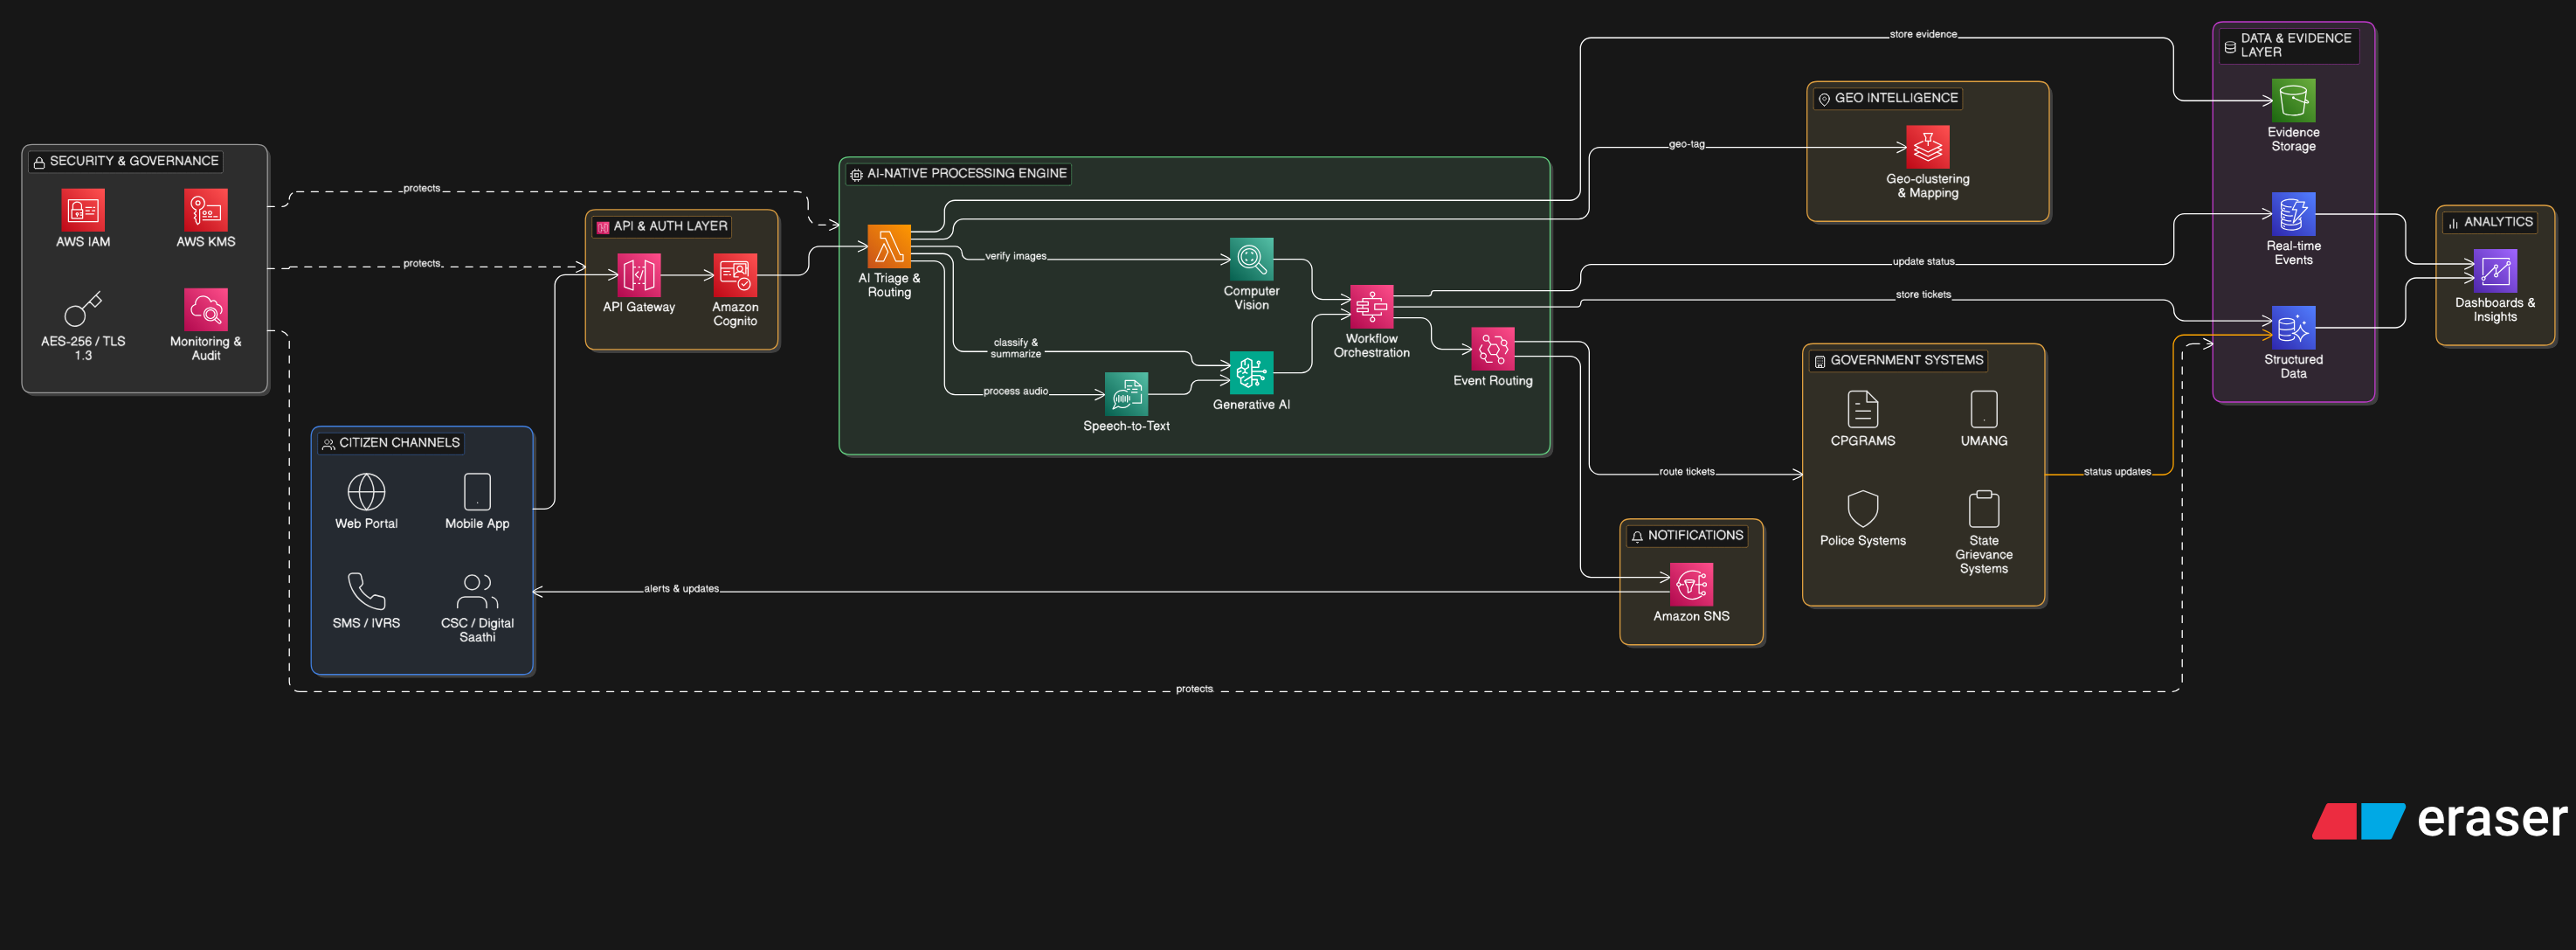 SECURITY & GOVERNANCE
AWS IAM
AWS KMS
AES-256 / TLS
1.3
Monitoring &
Audit
protects
protects
protects
CITIZEN CHANNELS
Web Portal
Mobile App
SMS / IVRS
CSC / Digital
Saathi
API & AUTH LAYER
API Gateway
Amazon
Cognito
AI-NATIVE PROCESSING ENGINE
AI Triage &
Routing
verify images
classify &
summarize
process audio
Computer
Vision
Speech-to-Text
Generative AI
Workflow
Orchestration
Event Routing
store evidence
geo-tag
update status
store tickets
route tickets
alerts & updates
GEO INTELLIGENCE
Geo-clustering
& Mapping
GOVERNMENT SYSTEMS
CPGRAMS
UMANG
Police Systems
State
Grievance
Systems
status updates
NOTIFICATIONS
Amazon SNS
DATA & EVIDENCE
LAYER
Evidence
Storage
Real-time
Events
Structured
Data
ANALYTICS
Dashboards &
Insights
eraser